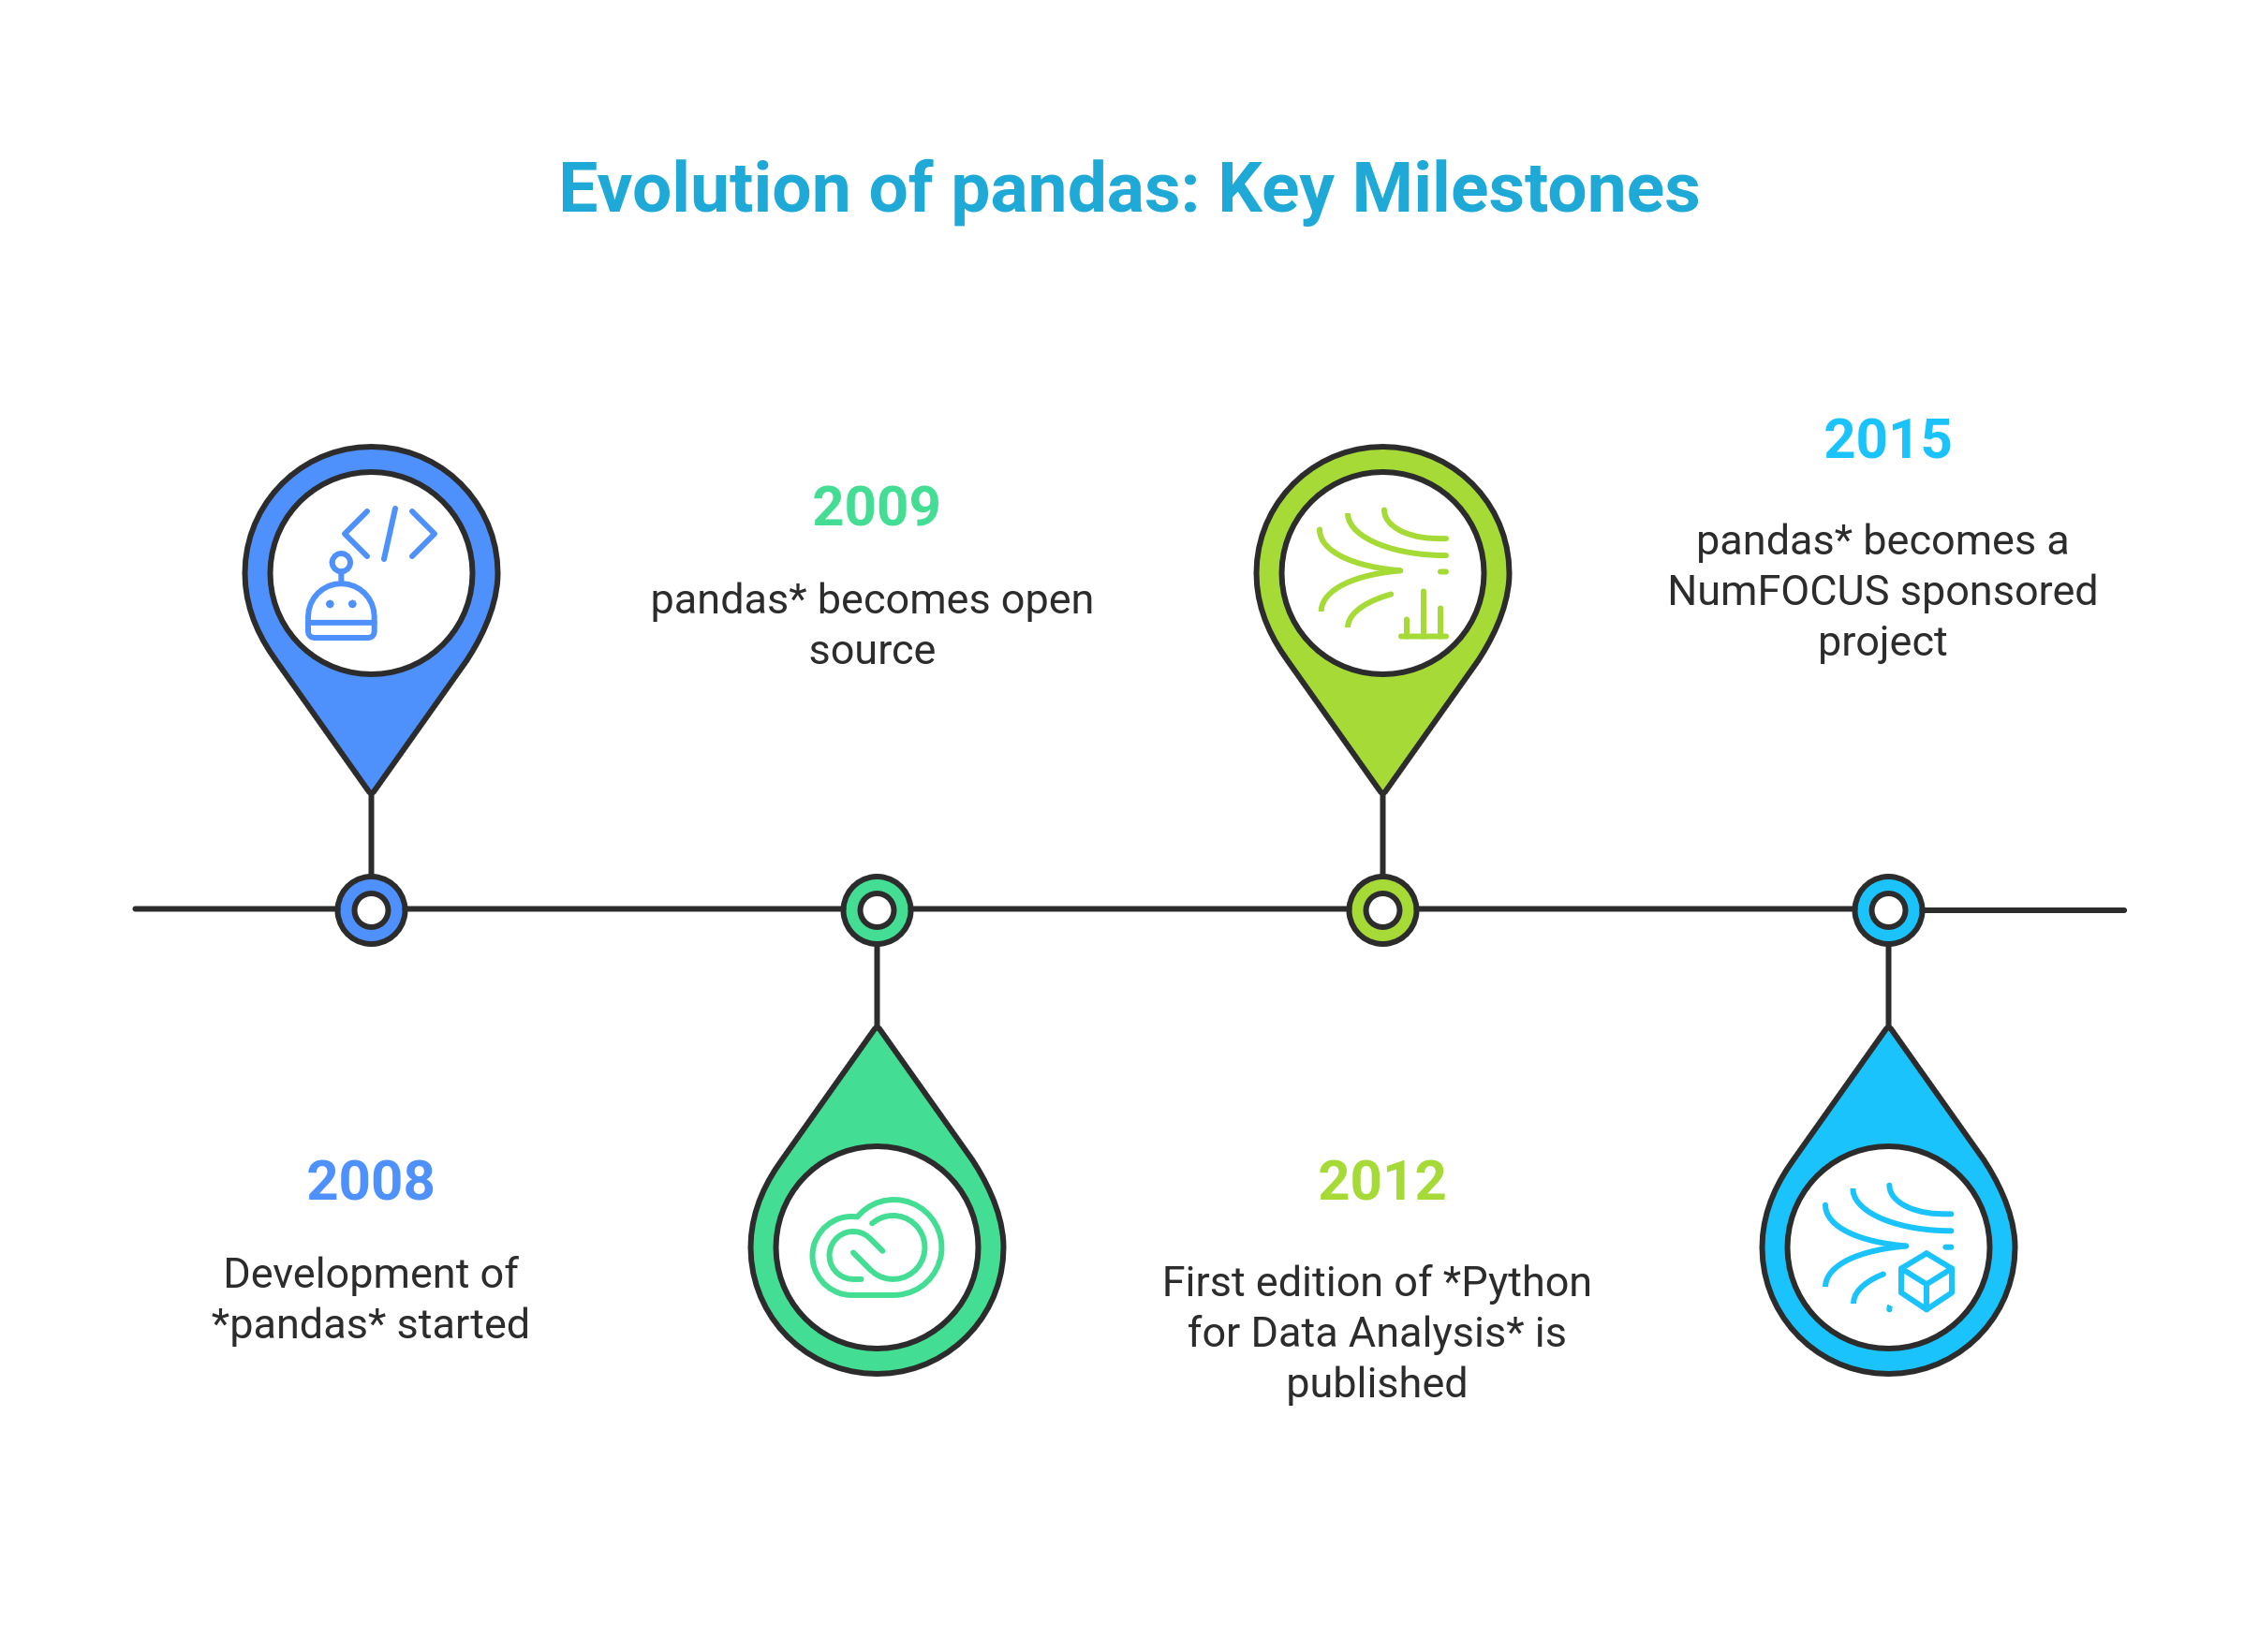 Evolution of pandas: Key Milestones
2008
Development of
*pandas* started
2009
pandas* becomes open
source
2012
First edition of *Python
for Data Analysis* is
published
2015
pandas* becomes a
NumFOCUS sponsored
project